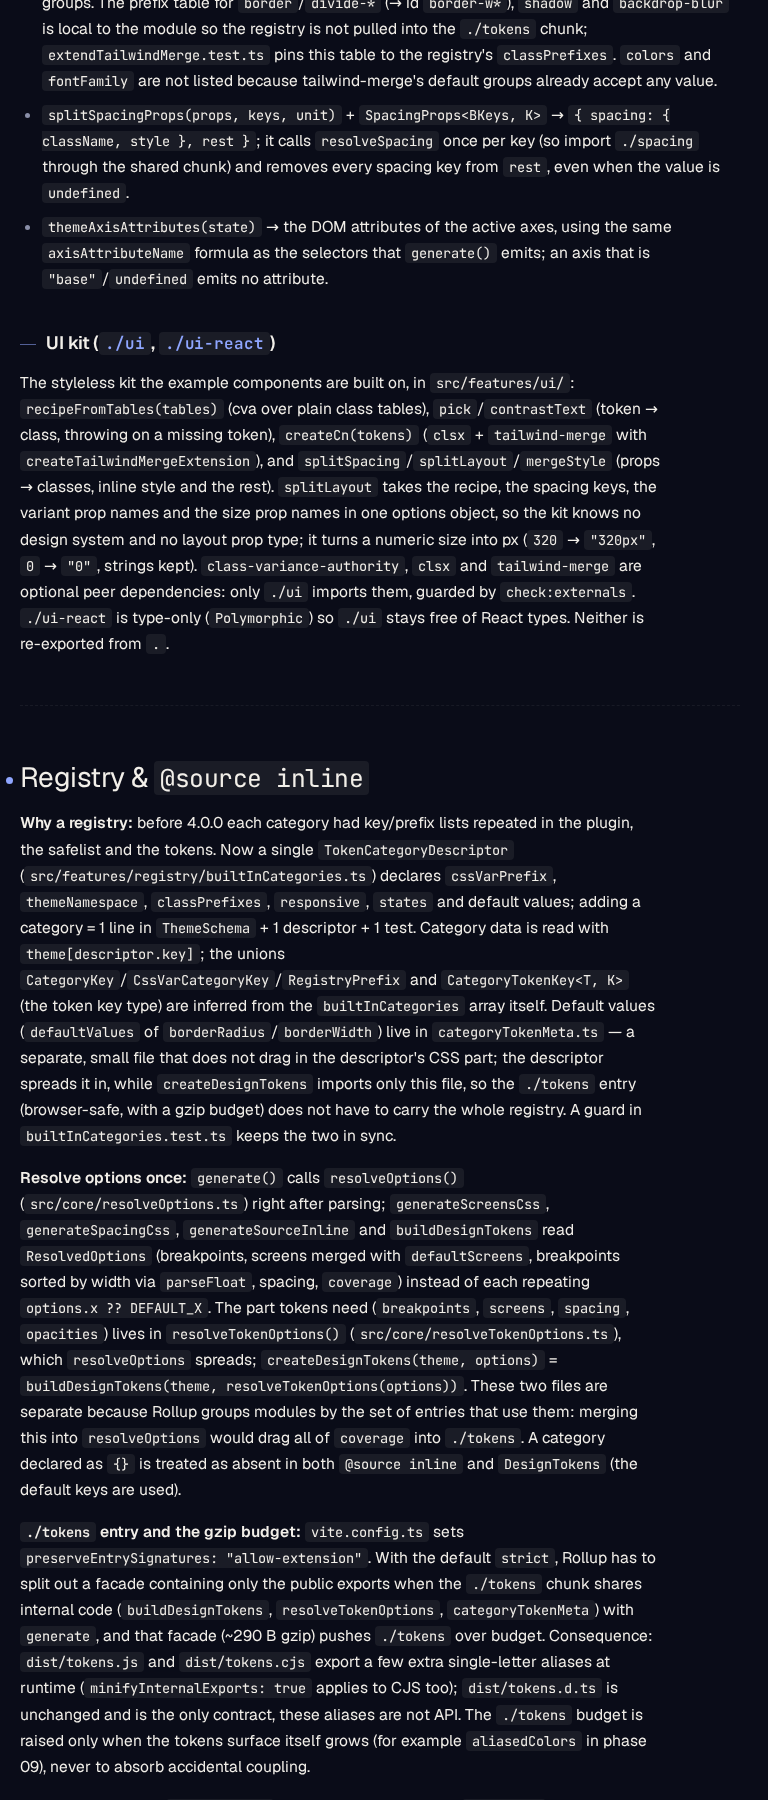 groups. The prefix table for border / divide-* (→ id border-w* ), shadow and backdrop-blur
is local to the module so the registry is not pulled into the ./tokens chunk;
extendTailwindMerge.test.ts pins this table to the registry's classPrefixes . colors and
fontFamily are not listed because tailwind-merge's default groups already accept any value.
• splitSpacingProps(props, keys, unit) + SpacingProps<BKeys, K> → { spacing: {
className, style }, rest } ; it calls resolveSpacing once per key (so import ./spacing
through the shared chunk) and removes every spacing key from rest , even when the value is
undefined .
• themeAxisAttributes(state) → the DOM attributes of the active axes, using the same
axisAttributeName formula as the selectors that generate() emits; an axis that is
"base" / undefined emits no attribute.
— UI kit ( ./ui , ./ui-react )
The styleless kit the example components are built on, in src/features/ui/ :
recipeFromTables(tables) (cva over plain class tables), pick / contrastText (token →
class, throwing on a missing token), createCn(tokens) ( clsx + tailwind-merge with
createTailwindMergeExtension ), and splitSpacing / splitLayout / mergeStyle (props
→ classes, inline style and the rest). splitLayout takes the recipe, the spacing keys, the
variant prop names and the size prop names in one options object, so the kit knows no
design system and no layout prop type; it turns a numeric size into px ( 320 → "320px" ,
0 → "0" , strings kept). class-variance-authority , clsx and tailwind-merge are
optional peer dependencies: only ./ui imports them, guarded by check:externals .
./ui-react is type-only ( Polymorphic ) so ./ui stays free of React types. Neither is
re-exported from . .
Registry & @source inline
Why a registry: before 4.0.0 each category had key/prefix lists repeated in the plugin,
the safelist and the tokens. Now a single TokenCategoryDescriptor
( src/features/registry/builtInCategories.ts ) declares cssVarPrefix ,
themeNamespace , classPrefixes , responsive , states and default values; adding a
category = 1 line in ThemeSchema + 1 descriptor + 1 test. Category data is read with
theme[descriptor.key] ; the unions
CategoryKey / CssVarCategoryKey / RegistryPrefix and CategoryTokenKey<T, K>
(the token key type) are inferred from the builtInCategories array itself. Default values
( defaultValues of borderRadius / borderWidth ) live in categoryTokenMeta.ts — a
separate, small file that does not drag in the descriptor's CSS part; the descriptor
spreads it in, while createDesignTokens imports only this file, so the ./tokens entry
(browser-safe, with a gzip budget) does not have to carry the whole registry. A guard in
builtInCategories.test.ts keeps the two in sync.
Resolve options once: generate() calls resolveOptions()
( src/core/resolveOptions.ts ) right after parsing; generateScreensCss ,
generateSpacingCss , generateSourceInline and buildDesignTokens read
ResolvedOptions (breakpoints, screens merged with defaultScreens , breakpoints
sorted by width via parseFloat , spacing, coverage ) instead of each repeating
options.x ?? DEFAULT_X . The part tokens need ( breakpoints , screens , spacing ,
opacities ) lives in resolveTokenOptions() ( src/core/resolveTokenOptions.ts ),
which resolveOptions spreads; createDesignTokens(theme, options) =
buildDesignTokens(theme, resolveTokenOptions(options)) . These two files are
separate because Rollup groups modules by the set of entries that use them: merging
this into resolveOptions would drag all of coverage into ./tokens . A category
declared as {} is treated as absent in both @source inline and DesignTokens (the
default keys are used).
./tokens entry and the gzip budget: vite.config.ts sets
preserveEntrySignatures: "allow-extension" . With the default strict , Rollup has to
split out a facade containing only the public exports when the ./tokens chunk shares
internal code ( buildDesignTokens , resolveTokenOptions , categoryTokenMeta ) with
generate , and that facade (~290 B gzip) pushes ./tokens over budget. Consequence:
dist/tokens.js and dist/tokens.cjs export a few extra single-letter aliases at
runtime ( minifyInternalExports: true applies to CJS too); dist/tokens.d.ts is
unchanged and is the only contract, these aliases are not API. The ./tokens budget is
raised only when the tokens surface itself grows (for example aliasedColors in phase
09), never to absorb accidental coupling.